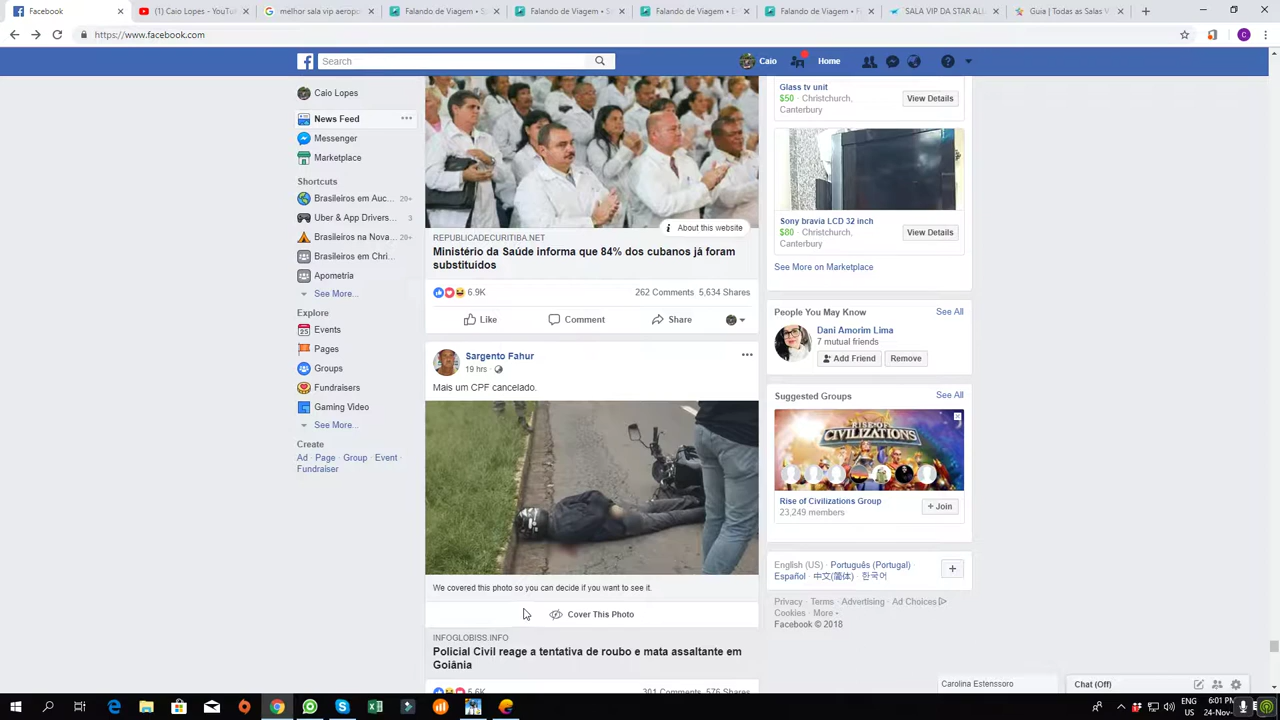 Facebook
Caio Lopes - YouTu
melhor sala vip aeropo
Falando de Viagem - S
Falando de Viagem - S
Falando de Viagem - E
Falando de Viagem - F
SALA VIP DA STAR ALL
Guia | Todas as Salas V
https://www.facebook.com
Search
Caio
Home
Caio Lopes
News Feed
Messenger
Marketplace
Shortcuts
Brasileiros em Auc... 20+
Uber & App Drivers... 3
Brasileiros na Nova... 20+
Brasileiros em Chri...
Apometria
See More...
Explore
Events
Pages
Groups
Fundraisers
Gaming Video
See More...
Create
Ad · Page · Group · Event ·
Fundraiser
About this website
REPUBLICADECURITIBA.NET
Ministério da Saúde informa que 84% dos cubanos já foram
substituídos
6.9K
262 Comments 5,634 Shares
Like
Comment
Share
Sargento Fahur
19 hrs ·
Mais um CPF cancelado.
We covered this photo so you can decide if you want to see it.
Cover This Photo
INFOGLOBISS.INFO
Policial Civil reage a tentativa de roubo e mata assaltante em
Goiânia
5.6K
301 Comments 576 Shares
Glass tv unit
$50 · Christchurch,
Canterbury
View Details
Sony bravia LCD 32 inch
$80 · Christchurch,
Canterbury
View Details
See More on Marketplace
People You May Know
See All
Dani Amorim Lima
7 mutual friends
Add Friend
Remove
Suggested Groups
See All
RISE OF
CIVILIZATIONS
Rise of Civilizations Group
23,249 members
+ Join
English (US) · Português (Portugal) ·
Español · 中文(简体) · 한국어
Privacy · Terms · Advertising · Ad Choices
Cookies · More
Facebook © 2018
Carolina Estenssoro
Chat (Off)
ENG
US
6:01 PM
24-Nov-